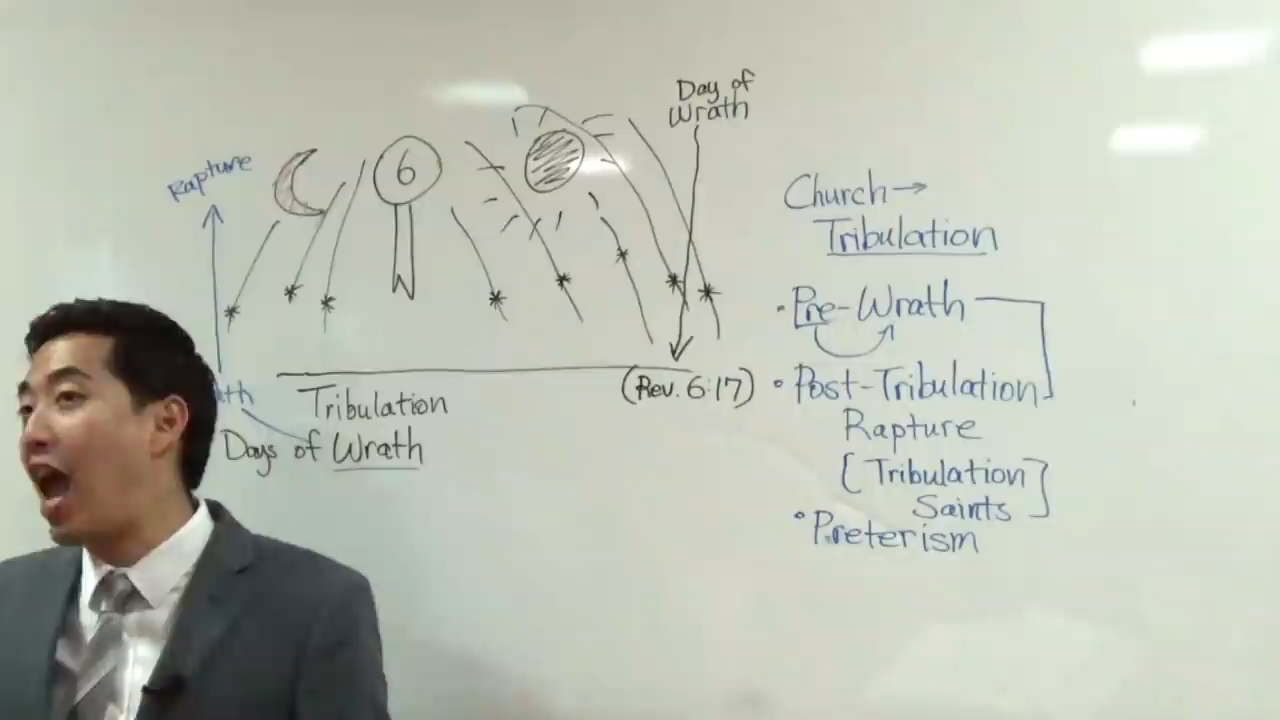 Rapture
6
Day of
Wrath
Tribulation
Days of Wrath
(Rev. 6:17)
Church→
Tribulation
• Pre-Wrath
• Post-Tribulation
Rapture
[Tribulation
Saints]
• Preterism